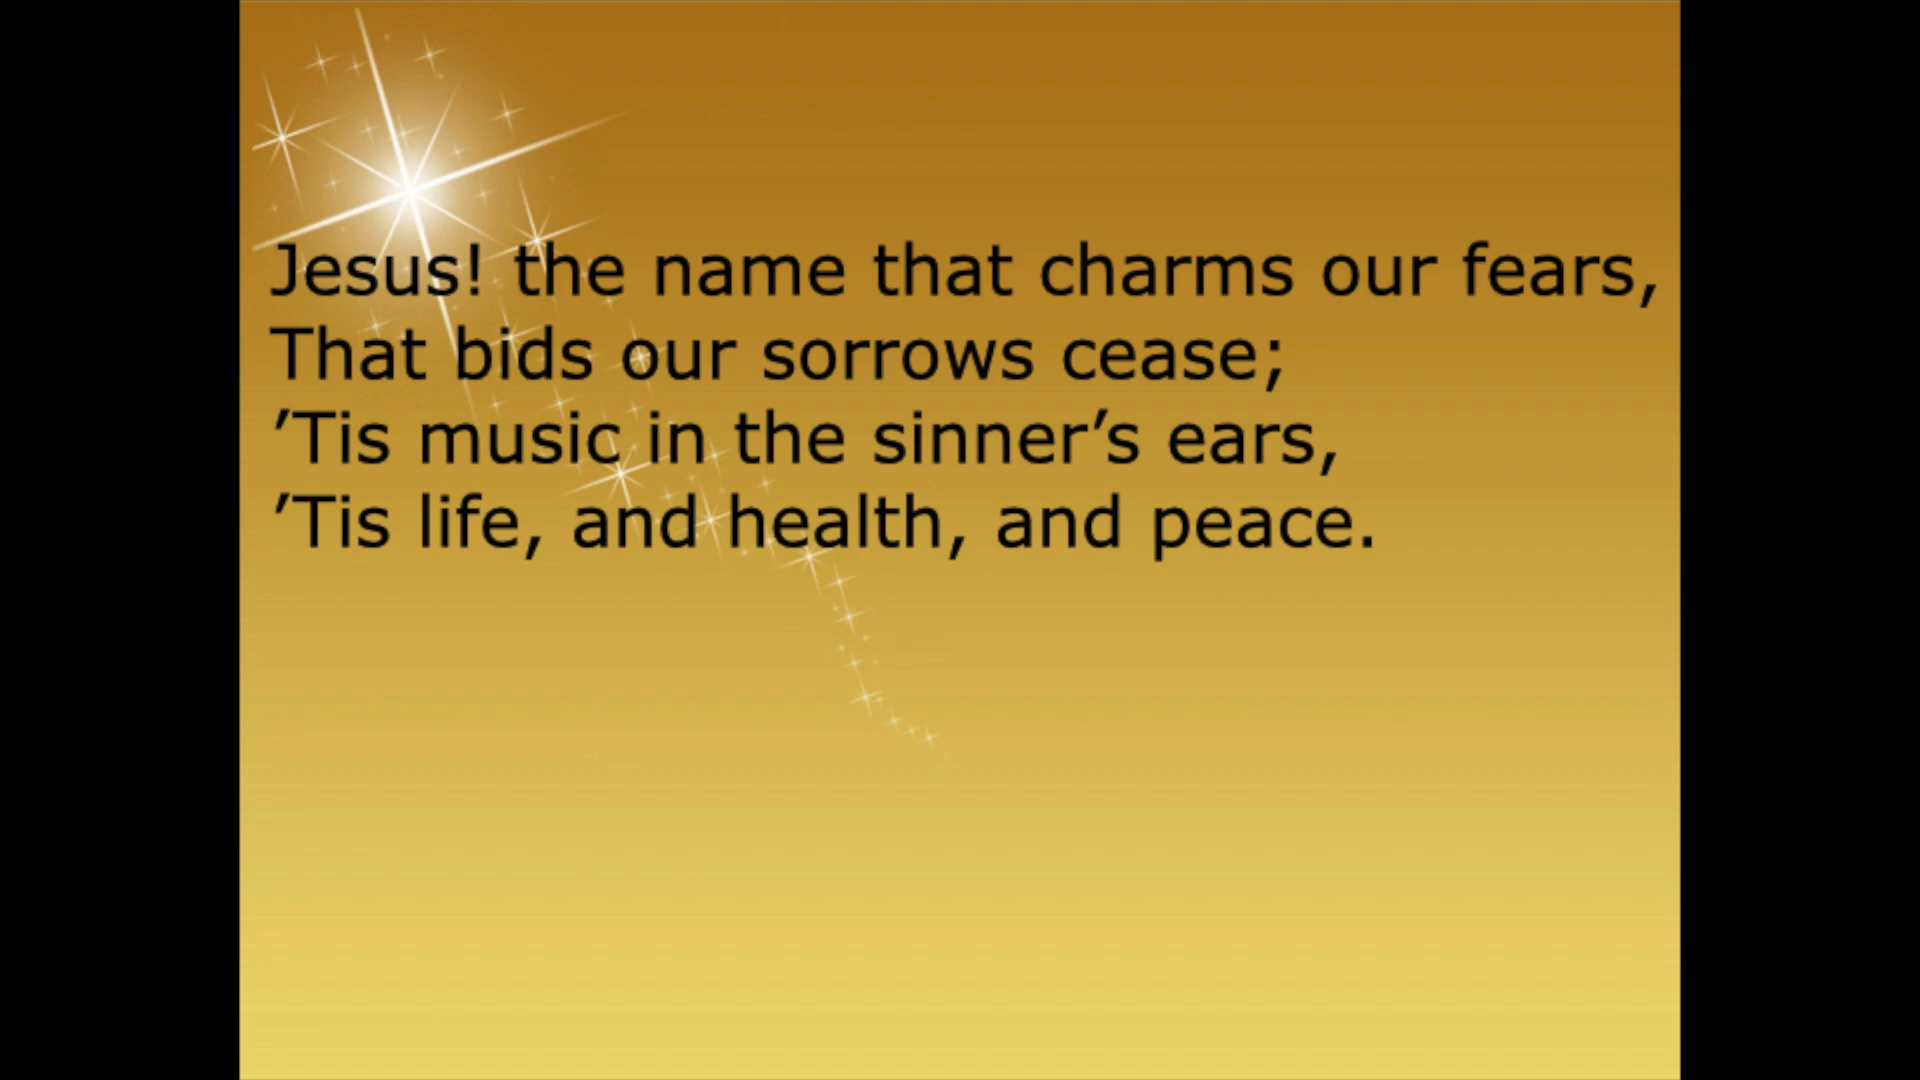 Jesus! the name that charms our fears,
That bids our sorrows cease;
’Tis music in the sinner’s ears,
’Tis life, and health, and peace.